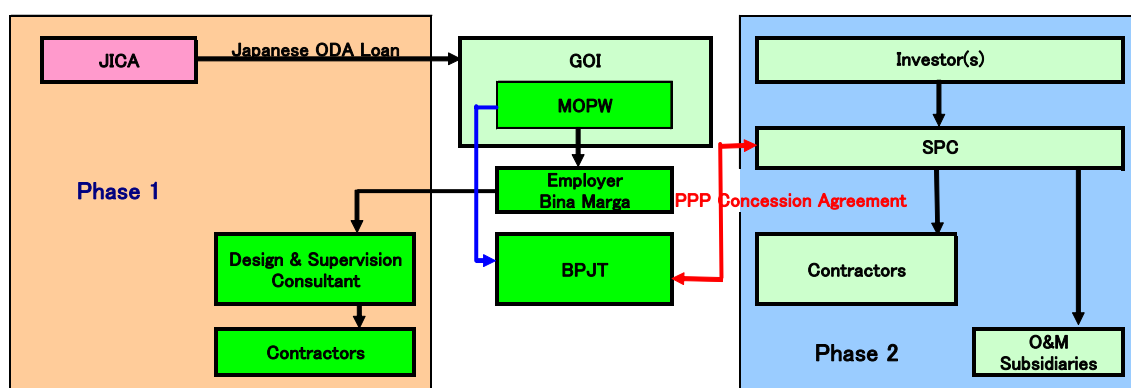 JICA
Japanese ODA Loan
GOI
MOPW
Investor(s)
SPC
Phase 1
Employer
Bina Marga
PPP Concession Agreement
Design & Supervision
Consultant
BPJT
Contractors
Contractors
Phase 2
O&M
Subsidiaries